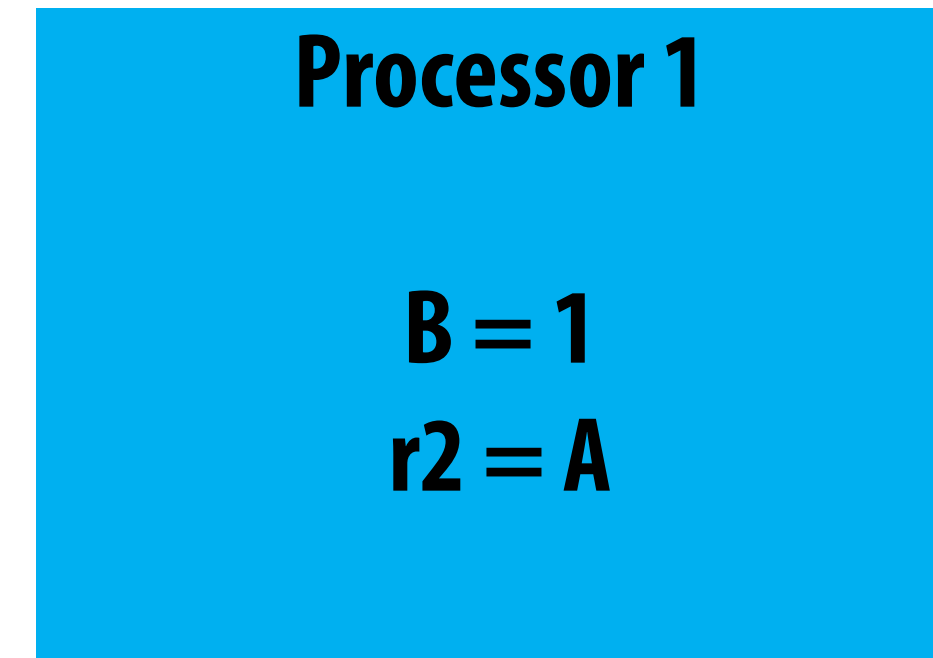 Processor 1
B = 1
r2 = A